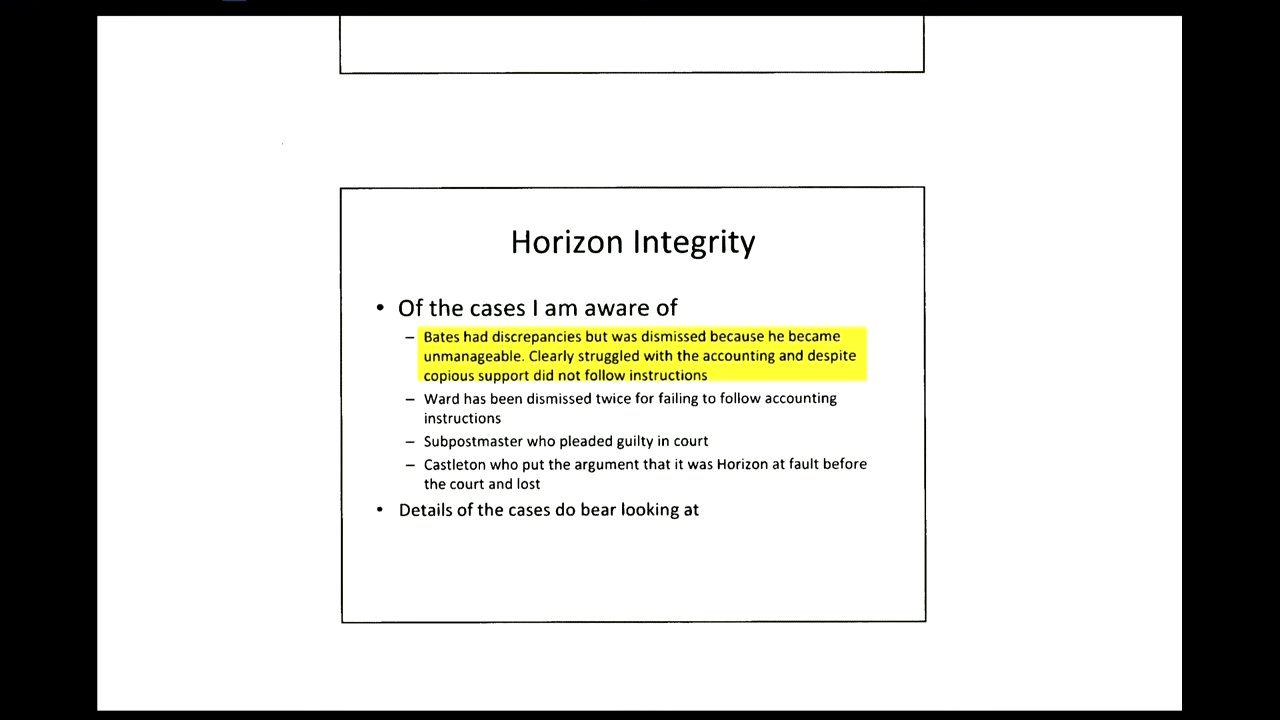 Horizon Integrity
• Of the cases I am aware of
– Bates had discrepancies but was dismissed because he became
unmanageable. Clearly struggled with the accounting and despite
copious support did not follow instructions
– Ward has been dismissed twice for failing to follow accounting
instructions
– Subpostmaster who pleaded guilty in court
– Castleton who put the argument that it was Horizon at fault before
the court and lost
• Details of the cases do bear looking at